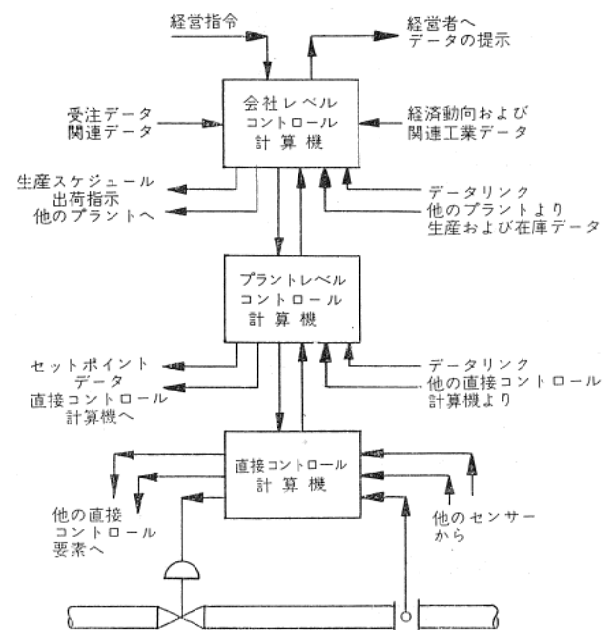 経営指令
経営者へ
データの提示
受注データ
関連データ
会社レベル
コントロール
計算機
経済動向および
関連工業データ
生産スケジュール
出荷指示
他のプラントへ
データリンク
他のプラントより
生産および在庫データ
プラントレベル
コントロール
計算機
セットポイント
データ
直接コントロール
計算機へ
データリンク
他の直接コントロール
計算機より
直接コントロール
計算機
他の直接
コントロール
要素へ
他のセンサー
から